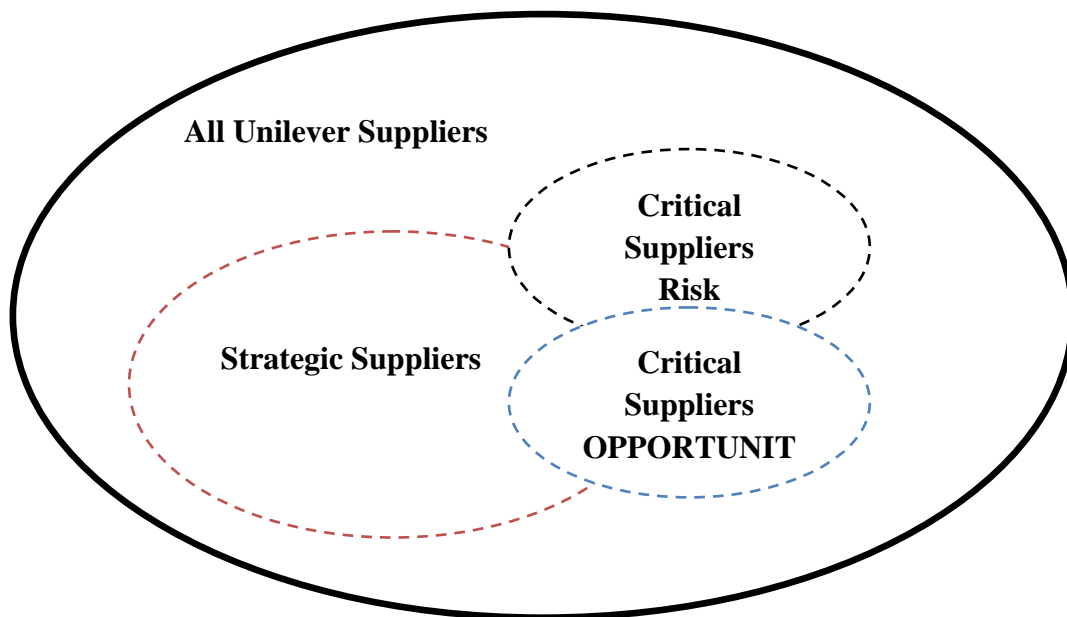 All Unilever Suppliers
Critical
Suppliers
Risk
Strategic Suppliers
Critical
Suppliers
OPPORTUNIT